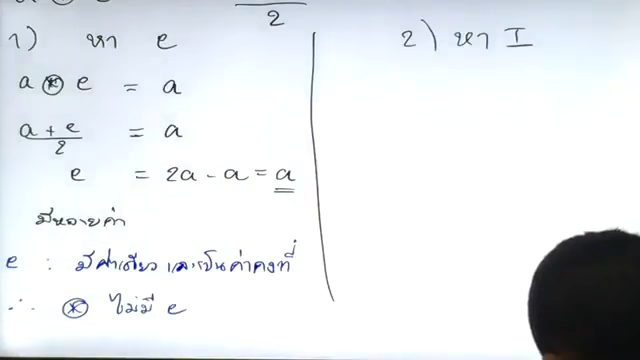 2
1) หา e
a ⊛ e = a
a + e / 2 = a
e = 2a - a = a
มีหลายค่า
e : มีค่าเดียว และเป็นค่าคงที่
∴ ⊛ ไม่มี e
2) หา I